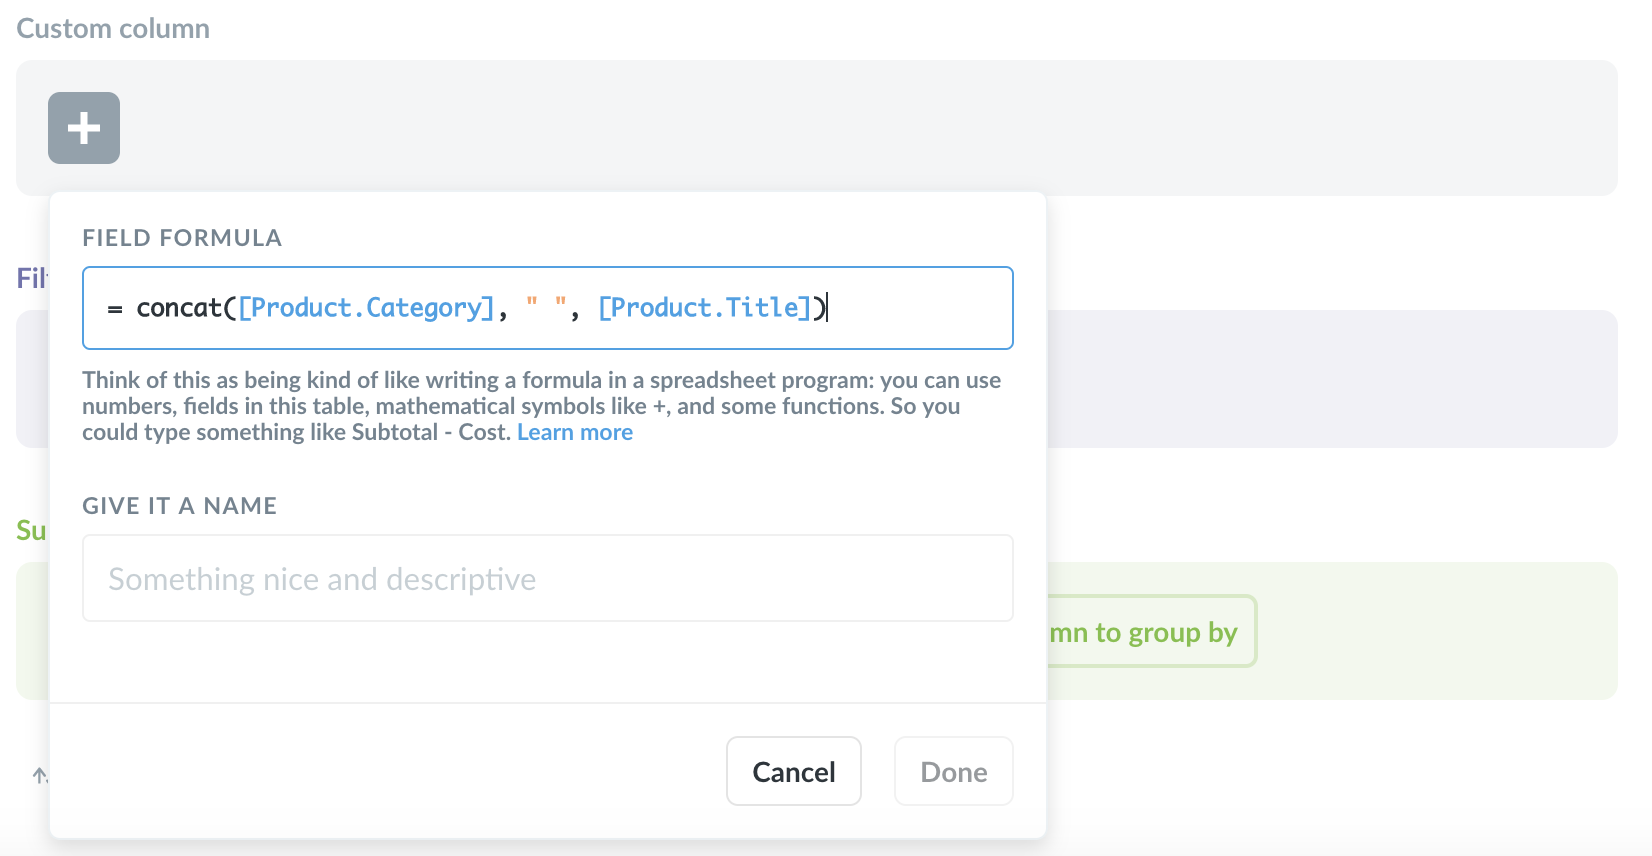 Custom column
FIELD FORMULA
= concat([Product.Category], " ", [Product.Title])
Think of this as being kind of like writing a formula in a spreadsheet program: you can use
numbers, fields in this table, mathematical symbols like +, and some functions. So you
could type something like Subtotal - Cost. Learn more
GIVE IT A NAME
Something nice and descriptive
to group by
Cancel
Done